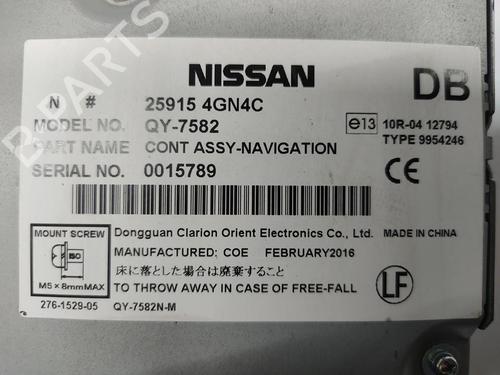 NISSAN
DB
N # 25915 4GN4C
MODEL NO. QY-7582
e13 10R-04 12794
PART NAME CONT ASSY-NAVIGATION
TYPE 9954246
SERIAL NO. 0015789
CE
MOUNT SCREW
ISO
M5×8mmMAX
Dongguan Clarion Orient Electronics Co., Ltd. MADE IN CHINA
MANUFACTURED; COE FEBRUARY2016
床に落とした場合は廃棄すること
TO THROW AWAY IN CASE OF FREE-FALL
LF
276-1529-05 QY-7582N-M
B-PARTS